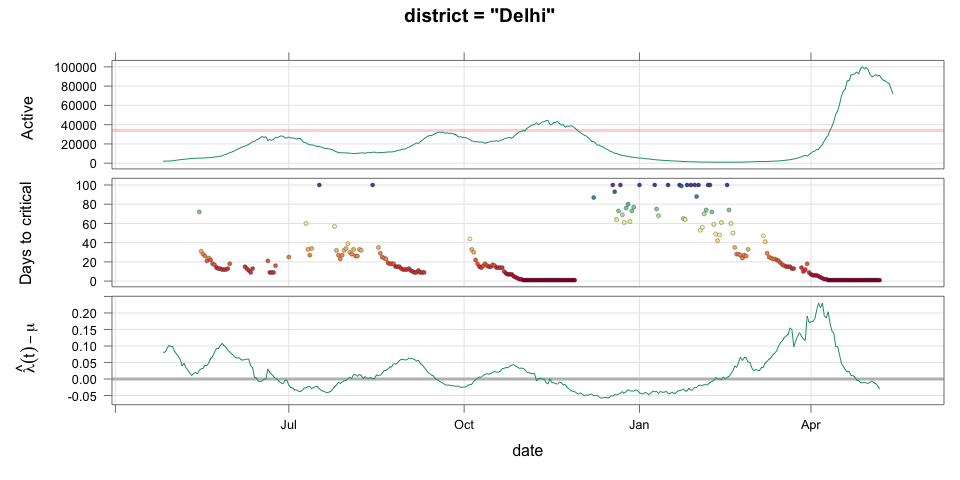 district = "Delhi"
Active
100000
80000
60000
40000
20000
0
Days to critical
100
80
60
40
20
0
λ̂(t) − μ
0.20
0.15
0.10
0.05
0.00
-0.05
Jul
Oct
Jan
Apr
date